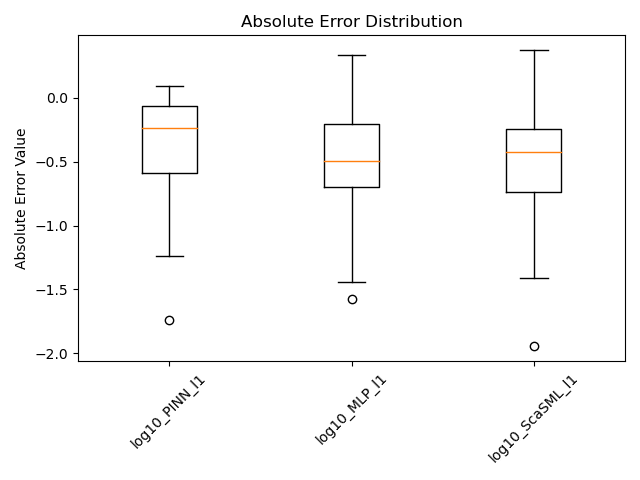 Absolute Error Distribution
Absolute Error Value
0.0
−0.5
−1.0
−1.5
−2.0
log10_PINN_l1
log10_MLP_l1
log10_ScaSML_l1